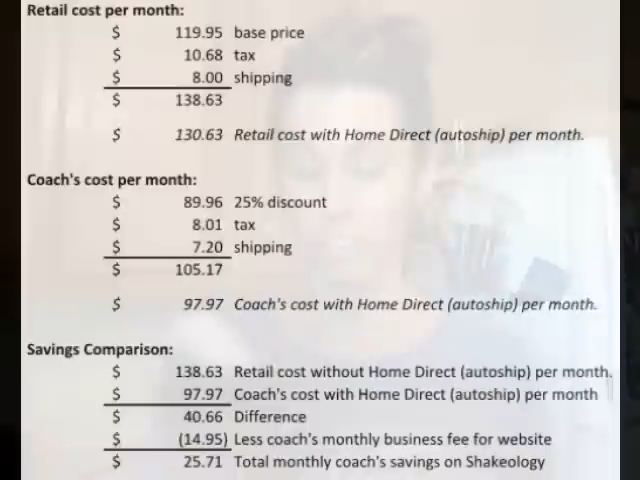 Retail cost per month:
$ 119.95 base price
$ 10.68 tax
$ 8.00 shipping
$ 138.63
$ 130.63 Retail cost with Home Direct (autoship) per month.
Coach's cost per month:
$ 89.96 25% discount
$ 8.01 tax
$ 7.20 shipping
$ 105.17
$ 97.97 Coach's cost with Home Direct (autoship) per month.
Savings Comparison:
$ 138.63 Retail cost without Home Direct (autoship) per month.
$ 97.97 Coach's cost with Home Direct (autoship) per month
$ 40.66 Difference
$ (14.95) Less coach's monthly business fee for website
$ 25.71 Total monthly coach's savings on Shakeology